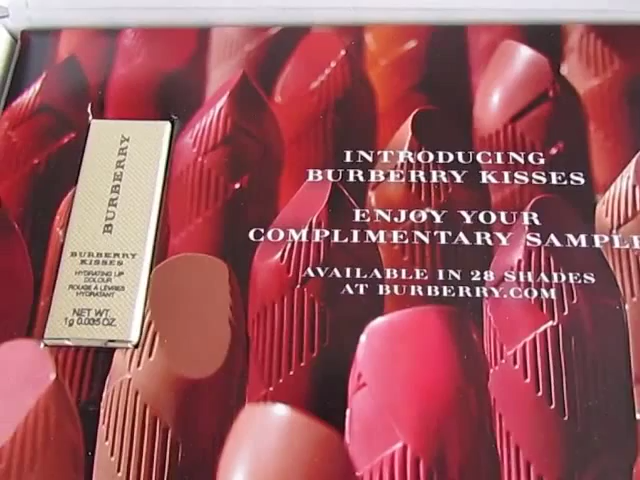 BURBERRY
BURBERRY
KISSES
HYDRATING LIP
COLOUR
ROUGE À LÈVRES
HYDRATANT
NET WT.
1g 0.035 OZ.
INTRODUCING
BURBERRY KISSES
ENJOY YOUR
COMPLIMENTARY SAMPLE
AVAILABLE IN 28 SHADES
AT BURBERRY.COM